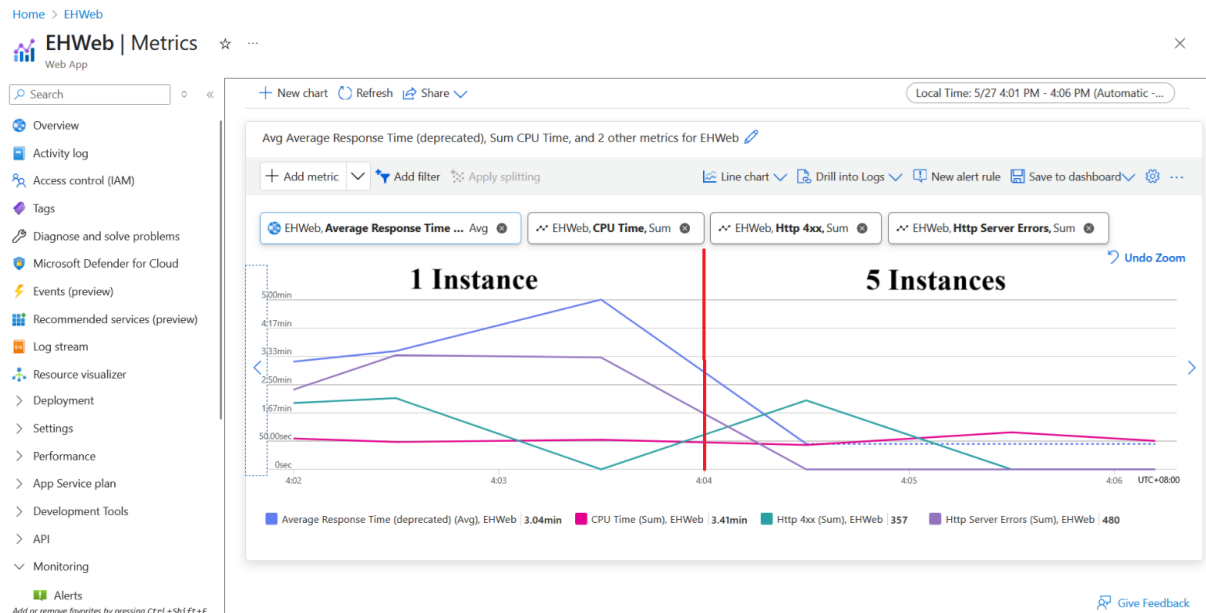 Home > EHWeb
EHWeb | Metrics ☆ ...
Web App
Search
Overview
Activity log
Access control (IAM)
Tags
Diagnose and solve problems
Microsoft Defender for Cloud
Events (preview)
Recommended services (preview)
Log stream
Resource visualizer
Deployment
Settings
Performance
App Service plan
Development Tools
API
Monitoring
Alerts
Add or remove favorites by pressing Ctrl+Shift+F
New chart Refresh Share
Local Time: 5/27 4:01 PM - 4:06 PM (Automatic -...
Avg Average Response Time (deprecated), Sum CPU Time, and 2 other metrics for EHWeb
Add metric Add filter Apply splitting Line chart Drill into Logs New alert rule Save to dashboard ...
EHWeb, Average Response Time ... Avg EHWeb, CPU Time, Sum EHWeb, Http 4xx, Sum EHWeb, Http Server Errors, Sum
Undo Zoom
1 Instance 5 Instances
5.00min
4.17min
3.33min
2.50min
1.67min
50.00sec
0sec
4:02 4:03 4:04 4:05 4:06 UTC+08:00
Average Response Time (deprecated) (Avg), EHWeb 3.04min CPU Time (Sum), EHWeb 3.41min Http 4xx (Sum), EHWeb 357 Http Server Errors (Sum), EHWeb 480
Give Feedback